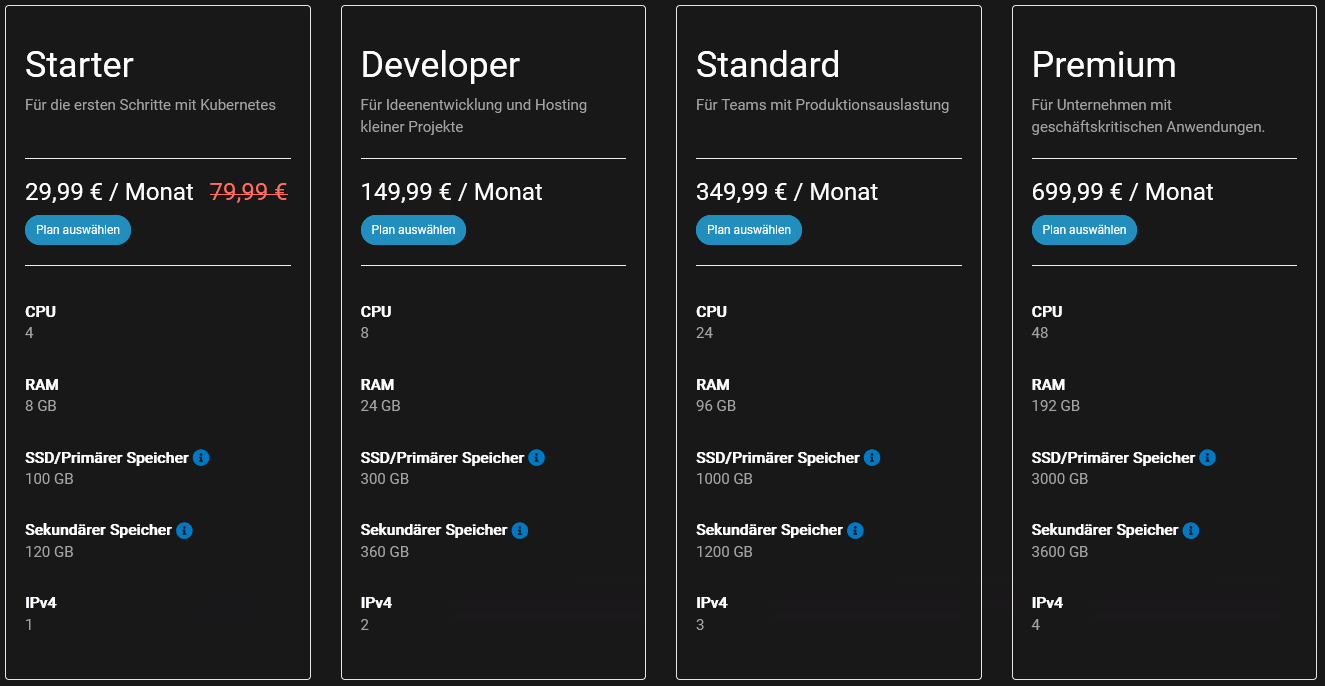 Starter
Für die ersten Schritte mit Kubernetes
29,99 € / Monat 79,99 €
Plan auswählen
CPU
4
RAM
8 GB
SSD/Primärer Speicher
100 GB
Sekundärer Speicher
120 GB
IPv4
1
Developer
Für Ideenentwicklung und Hosting
kleiner Projekte
149,99 € / Monat
Plan auswählen
CPU
8
RAM
24 GB
SSD/Primärer Speicher
300 GB
Sekundärer Speicher
360 GB
IPv4
2
Standard
Für Teams mit Produktionsauslastung
349,99 € / Monat
Plan auswählen
CPU
24
RAM
96 GB
SSD/Primärer Speicher
1000 GB
Sekundärer Speicher
1200 GB
IPv4
3
Premium
Für Unternehmen mit
geschäftskritischen Anwendungen.
699,99 € / Monat
Plan auswählen
CPU
48
RAM
192 GB
SSD/Primärer Speicher
3000 GB
Sekundärer Speicher
3600 GB
IPv4
4